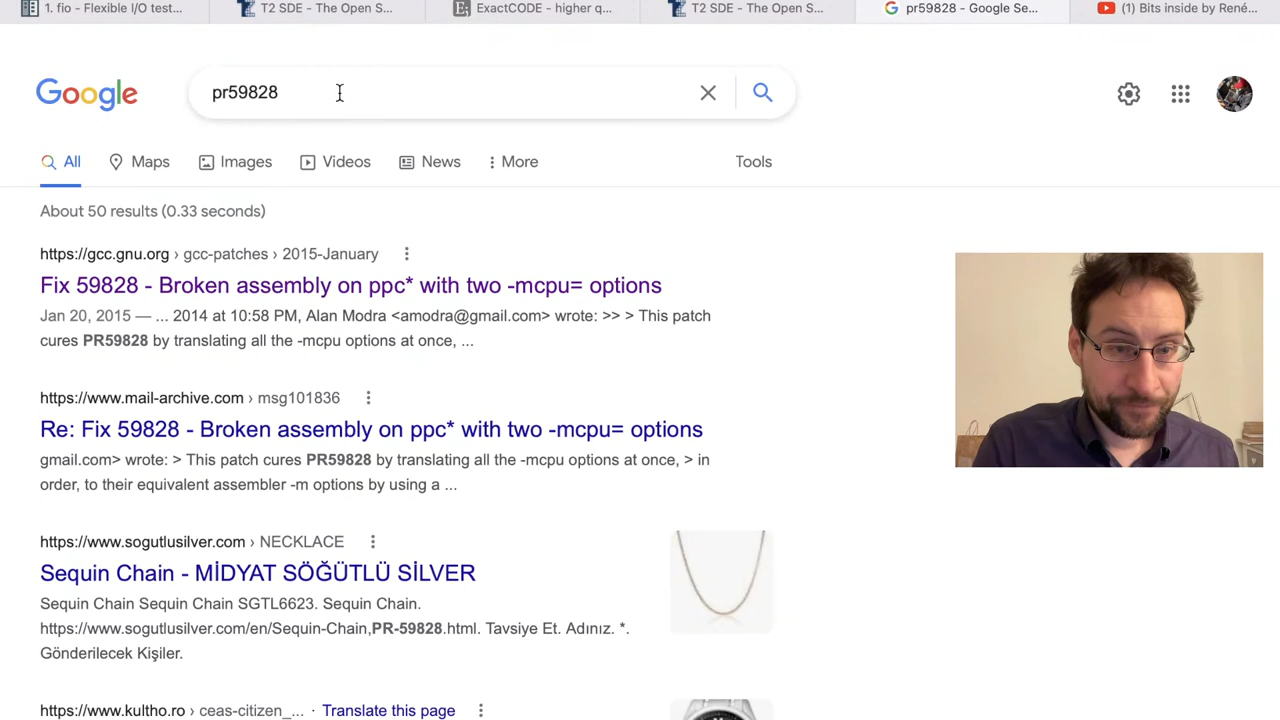 1. fio - Flexible I/O test...
T2 SDE - The Open S...
ExactCODE - higher q...
T2 SDE - The Open S...
pr59828 - Google Se...
(1) Bits inside by René...
Google
pr59828
All
Maps
Images
Videos
News
More
Tools
About 50 results (0.33 seconds)
https://gcc.gnu.org › gcc-patches › 2015-January
Fix 59828 - Broken assembly on ppc* with two -mcpu= options
Jan 20, 2015 — ... 2014 at 10:58 PM, Alan Modra <amodra@gmail.com> wrote: >> > This patch
cures PR59828 by translating all the -mcpu options at once, ...
https://www.mail-archive.com › msg101836
Re: Fix 59828 - Broken assembly on ppc* with two -mcpu= options
gmail.com> wrote: > This patch cures PR59828 by translating all the -mcpu options at once, > in
order, to their equivalent assembler -m options by using a ...
https://www.sogutlusilver.com › NECKLACE
Sequin Chain - MİDYAT SÖĞÜTLÜ SİLVER
Sequin Chain Sequin Chain SGTL6623. Sequin Chain.
https://www.sogutlusilver.com/en/Sequin-Chain,PR-59828.html. Tavsiye Et. Adınız. *.
Gönderilecek Kişiler.
https://www.kultho.ro › ceas-citizen_... · Translate this page